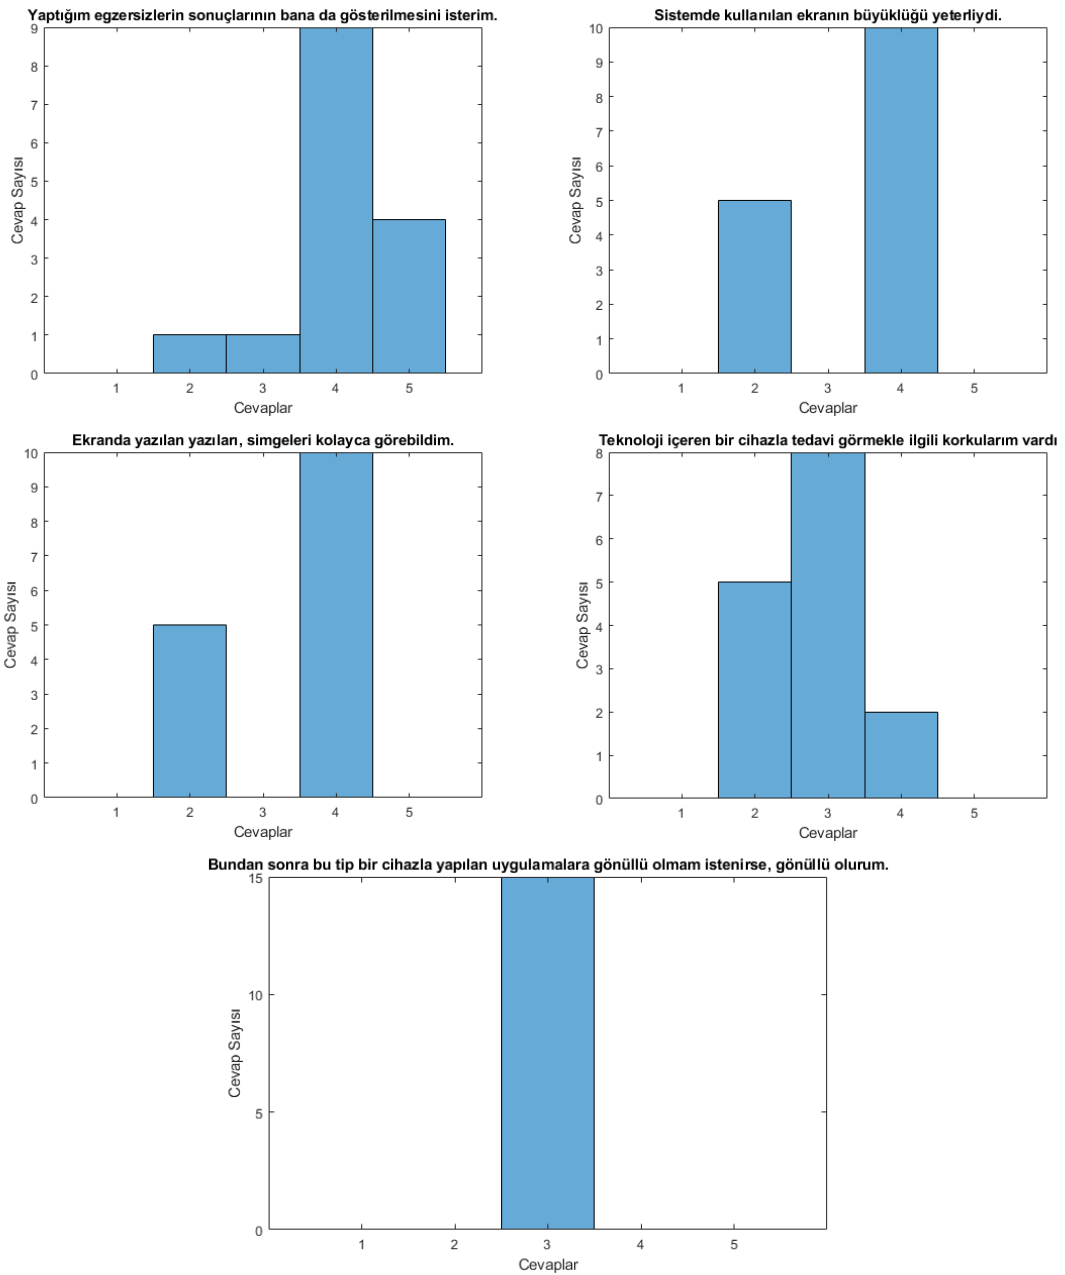 Yaptığım egzersizlerin sonuçlarının bana da gösterilmesini isterim.
9
8
7
6
5
4
3
2
1
0
Cevap Sayısı
1 2 3 4 5
Cevaplar
Sistemde kullanılan ekranın büyüklüğü yeterliydi.
10
9
8
7
6
5
4
3
2
1
0
Cevap Sayısı
1 2 3 4 5
Cevaplar
Ekranda yazılan yazıları, simgeleri kolayca görebildim.
10
9
8
7
6
5
4
3
2
1
0
Cevap Sayısı
1 2 3 4 5
Cevaplar
Teknoloji içeren bir cihazla tedavi görmekle ilgili korkularım vardı
8
7
6
5
4
3
2
1
0
Cevap Sayısı
1 2 3 4 5
Cevaplar
Bundan sonra bu tip bir cihazla yapılan uygulamalara gönüllü olmam istenirse, gönüllü olurum.
15
10
5
0
Cevap Sayısı
1 2 3 4 5
Cevaplar